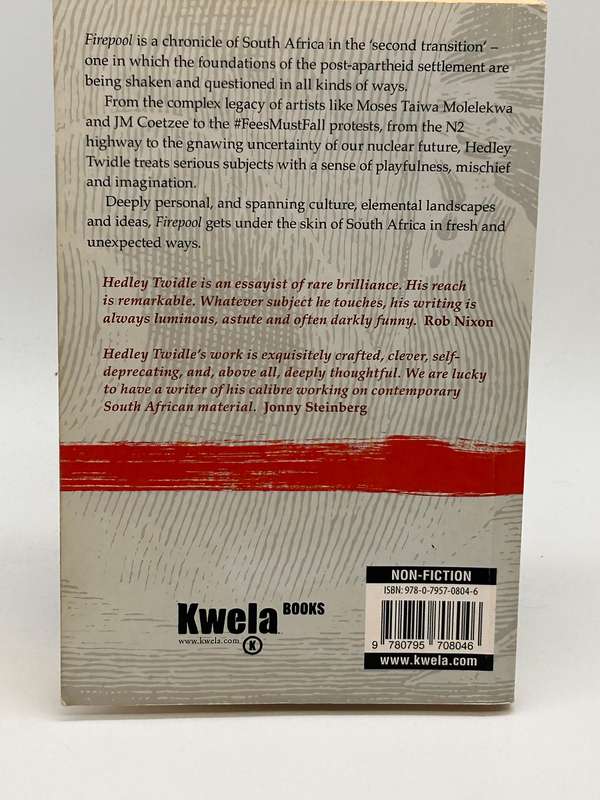 Firepool is a chronicle of South Africa in the ‘second transition’ –
one in which the foundations of the post-apartheid settlement are
being shaken and questioned in all kinds of ways.
From the complex legacy of artists like Moses Taiwa Molelekwa
and JM Coetzee to the #FeesMustFall protests, from the N2
highway to the gnawing uncertainty of our nuclear future, Hedley
Twidle treats serious subjects with a sense of playfulness, mischief
and imagination.
Deeply personal, and spanning culture, elemental landscapes
and ideas, Firepool gets under the skin of South Africa in fresh and
unexpected ways.
Hedley Twidle is an essayist of rare brilliance. His reach
is remarkable. Whatever subject he touches, his writing is
always luminous, astute and often darkly funny. Rob Nixon
Hedley Twidle’s work is exquisitely crafted, clever, self-
deprecating, and, above all, deeply thoughtful. We are lucky
to have a writer of his calibre working on contemporary
South African material. Jonny Steinberg
Kwela BOOKS
www.kwela.com
K
NON-FICTION
ISBN: 978-0-7957-0804-6
9 780795 708046
www.kwela.com